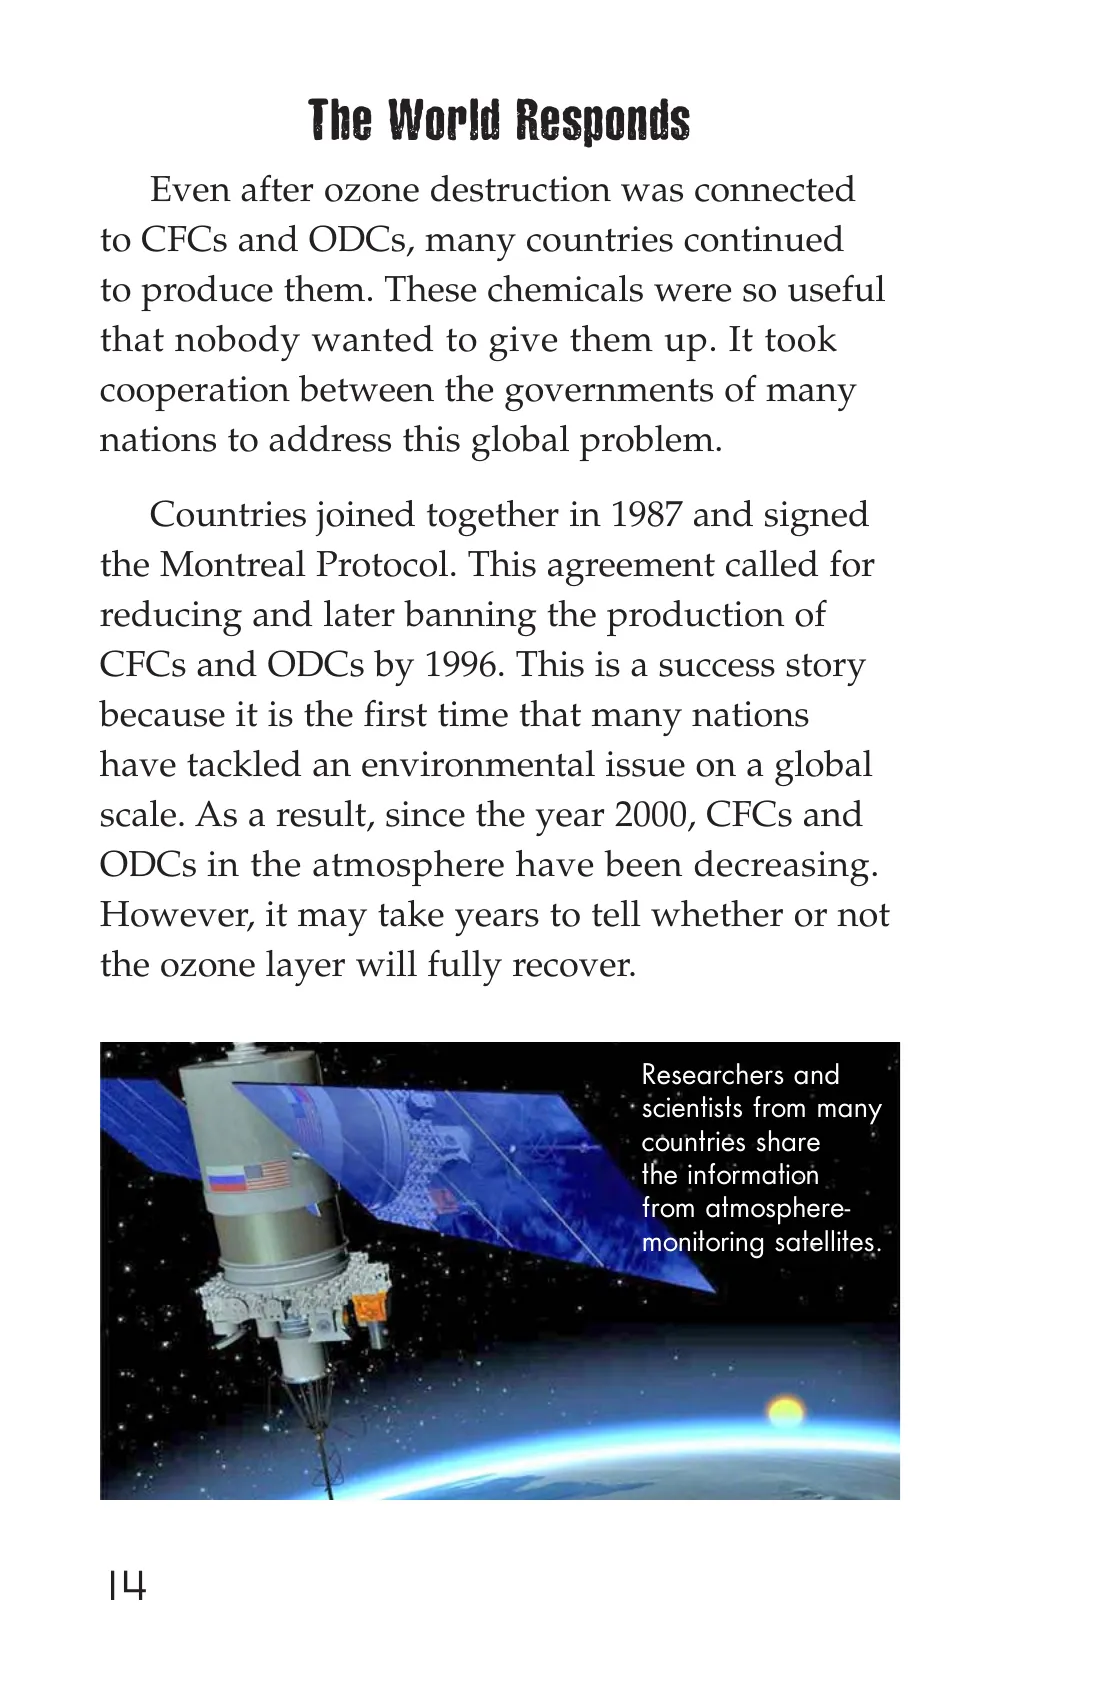 The World Responds
Even after ozone destruction was connected
to CFCs and ODCs, many countries continued
to produce them. These chemicals were so useful
that nobody wanted to give them up. It took
cooperation between the governments of many
nations to address this global problem.
Countries joined together in 1987 and signed
the Montreal Protocol. This agreement called for
reducing and later banning the production of
CFCs and ODCs by 1996. This is a success story
because it is the first time that many nations
have tackled an environmental issue on a global
scale. As a result, since the year 2000, CFCs and
ODCs in the atmosphere have been decreasing.
However, it may take years to tell whether or not
the ozone layer will fully recover.
Researchers and
scientists from many
countries share
the information
from atmosphere-
monitoring satellites.
14